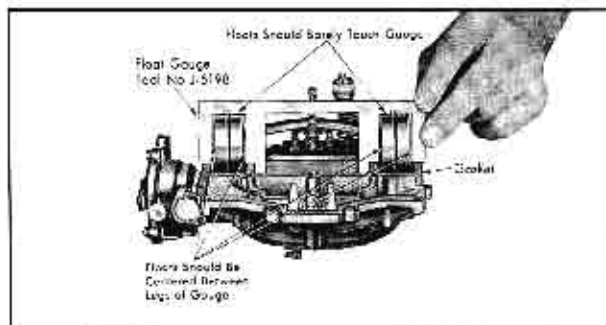 Floats Should Barely Touch Gauge
Float Gauge
Tool No J-5198
Gasket
Floats Should Be
Centered Between
Legs of Gauge